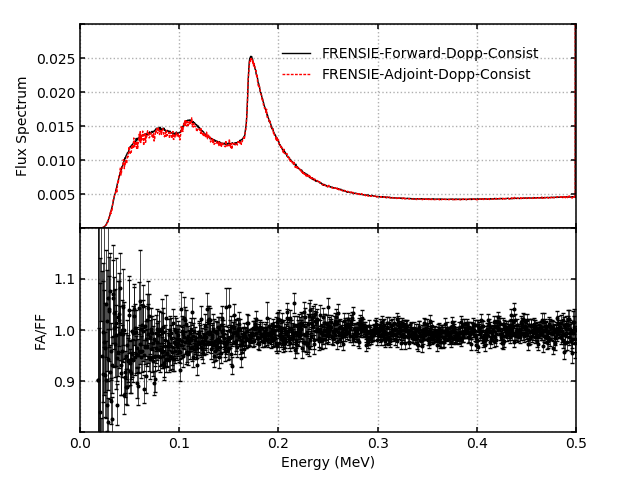 FRENSIE-Forward-Dopp-Consist
FRENSIE-Adjoint-Dopp-Consist
Flux Spectrum
0.025
0.020
0.015
0.010
0.005
FA/FF
1.1
1.0
0.9
0.0 0.1 0.2 0.3 0.4 0.5
Energy (MeV)